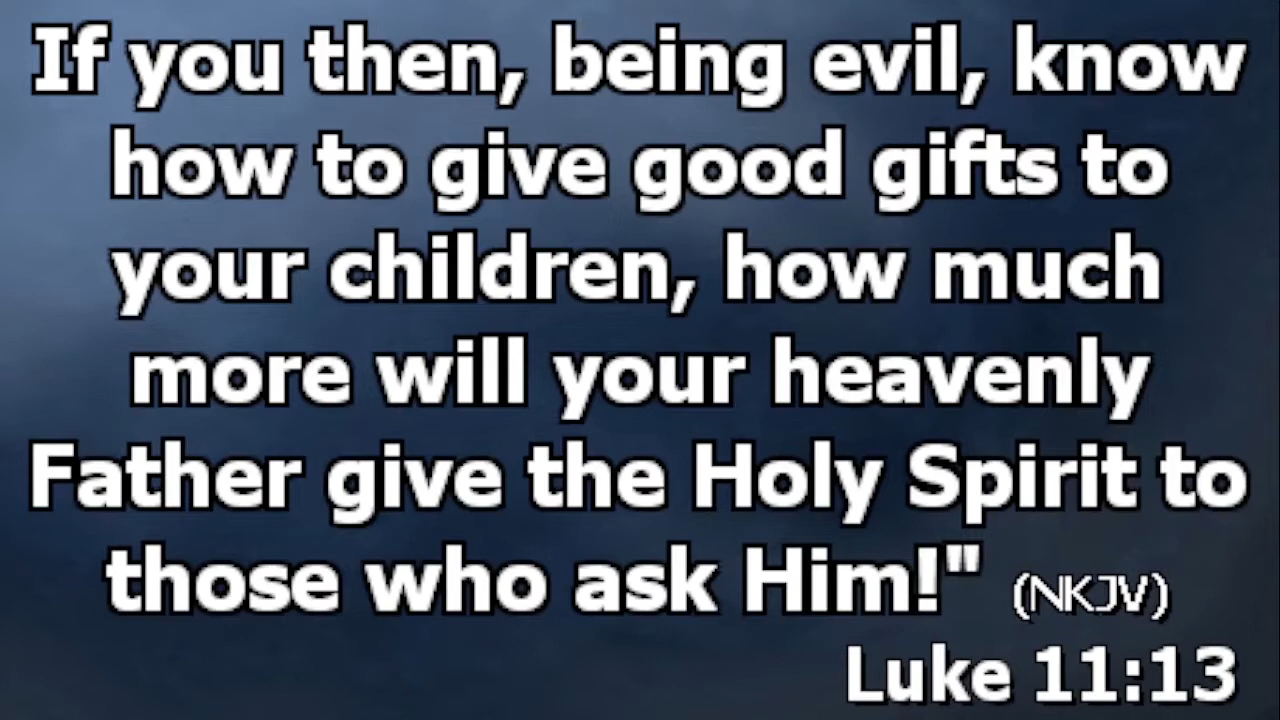 If you then, being evil, know
how to give good gifts to
your children, how much
more will your heavenly
Father give the Holy Spirit to
those who ask Him!" (NKJV)
Luke 11:13